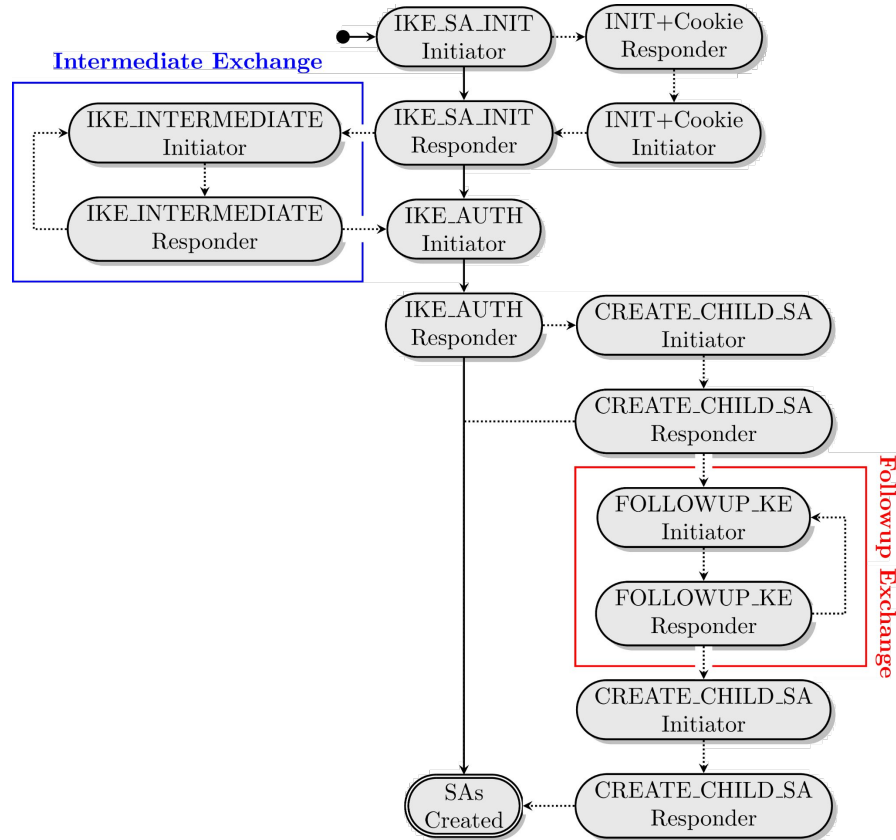 IKE_SA_INIT
Initiator
INIT+Cookie
Responder
Intermediate Exchange
IKE_INTERMEDIATE
Initiator
IKE_SA_INIT
Responder
INIT+Cookie
Initiator
IKE_INTERMEDIATE
Responder
IKE_AUTH
Initiator
IKE_AUTH
Responder
CREATE_CHILD_SA
Initiator
CREATE_CHILD_SA
Responder
Followup Exchange
FOLLOWUP_KE
Initiator
FOLLOWUP_KE
Responder
CREATE_CHILD_SA
Initiator
SAs
Created
CREATE_CHILD_SA
Responder